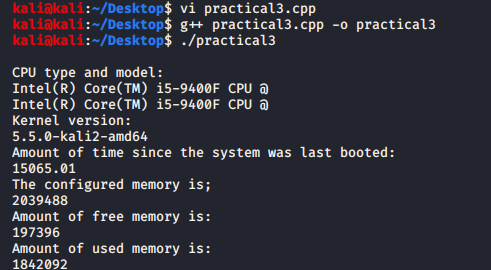 kali@kali:~/Desktop$ vi practical3.cpp
kali@kali:~/Desktop$ g++ practical3.cpp -o practical3
kali@kali:~/Desktop$ ./practical3
CPU type and model:
Intel(R) Core(TM) i5-9400F CPU @
Intel(R) Core(TM) i5-9400F CPU @
Kernel version:
5.5.0-kali2-amd64
Amount of time since the system was last booted:
15065.01
The configured memory is;
2039488
Amount of free memory is:
197396
Amount of used memory is:
1842092